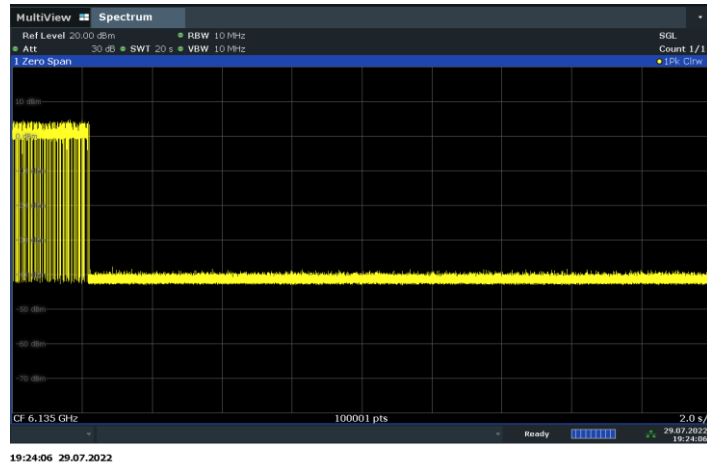 MultiView Spectrum
Ref Level 20.00 dBm RBW 10 MHz SGL
Att 30 dB SWT 20 s VBW 10 MHz Count 1/1
1 Zero Span 1Pk Clrw
10 dBm
0 dBm
-50 dBm
-60 dBm
-70 dBm
CF 6.135 GHz 100001 pts 2.0 s/
Ready 29.07.2022
19:24:06
19:24:06 29.07.2022